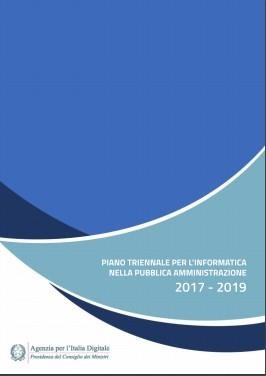 PIANO TRIENNALE PER L'INFORMATICA
NELLA PUBBLICA AMMINISTRAZIONE
2017 - 2019
Agenzia per l'Italia Digitale
Presidenza del Consiglio dei Ministri